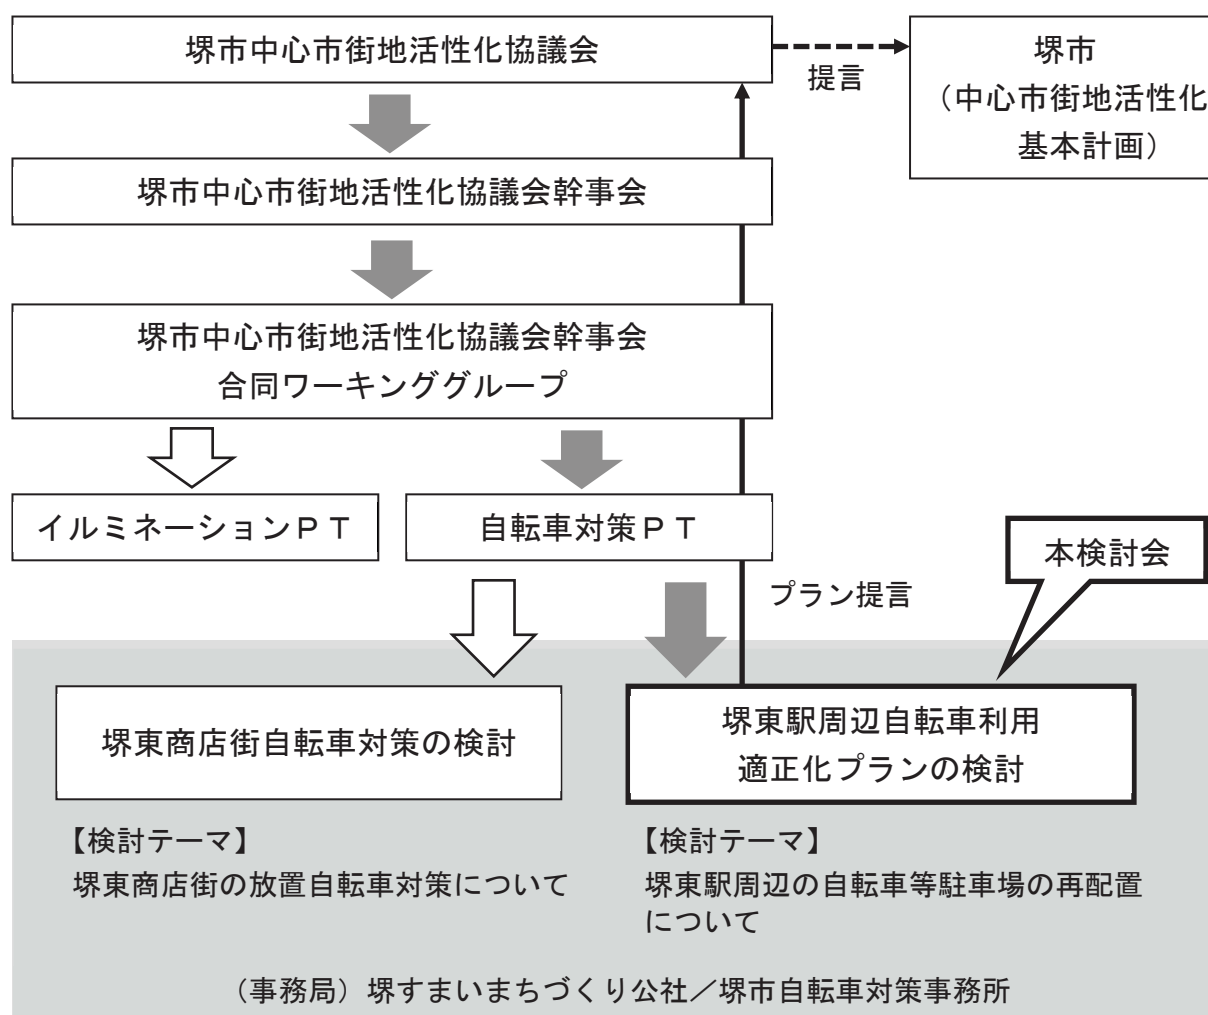 堺市中心市街地活性化協議会
提言
堺市
（中心市街地活性化
基本計画）
堺市中心市街地活性化協議会幹事会
堺市中心市街地活性化協議会幹事会
合同ワーキンググループ
イルミネーションＰＴ
自転車対策ＰＴ
本検討会
プラン提言
堺東商店街自転車対策の検討
堺東駅周辺自転車利用
適正化プランの検討
【検討テーマ】
堺東商店街の放置自転車対策について
【検討テーマ】
堺東駅周辺の自転車等駐車場の再配置
について
（事務局）堺すまいまちづくり公社／堺市自転車対策事務所